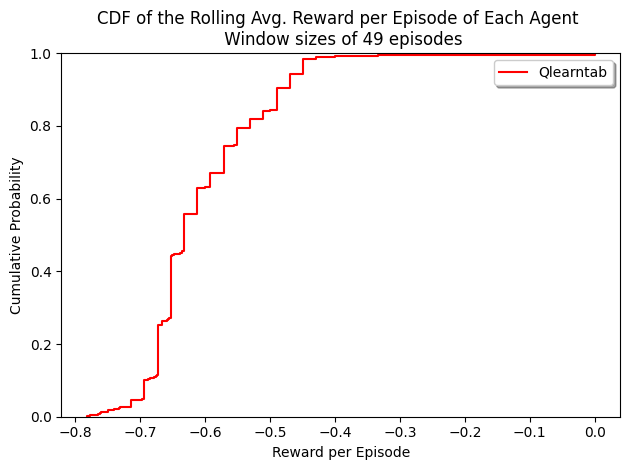 CDF of the Rolling Avg. Reward per Episode of Each Agent
Window sizes of 49 episodes
Qlearntab
Cumulative Probability
1.0
0.8
0.6
0.4
0.2
0.0
−0.8 −0.7 −0.6 −0.5 −0.4 −0.3 −0.2 −0.1 0.0
Reward per Episode